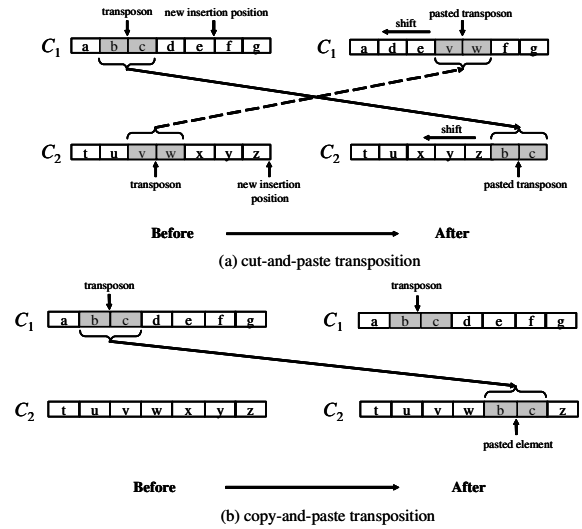 transposon new insertion position pasted transposon
C1 a b c d e f g shift C1 a d e v w f g
C2 t u v w x y z shift C2 t u x y z b c
transposon new insertion position pasted transposon
Before After
(a) cut-and-paste transposition
transposon transposon
C1 a b c d e f g C1 a b c d e f g
C2 t u v w x y z C2 t u v w b c z
pasted element
Before After
(b) copy-and-paste transposition